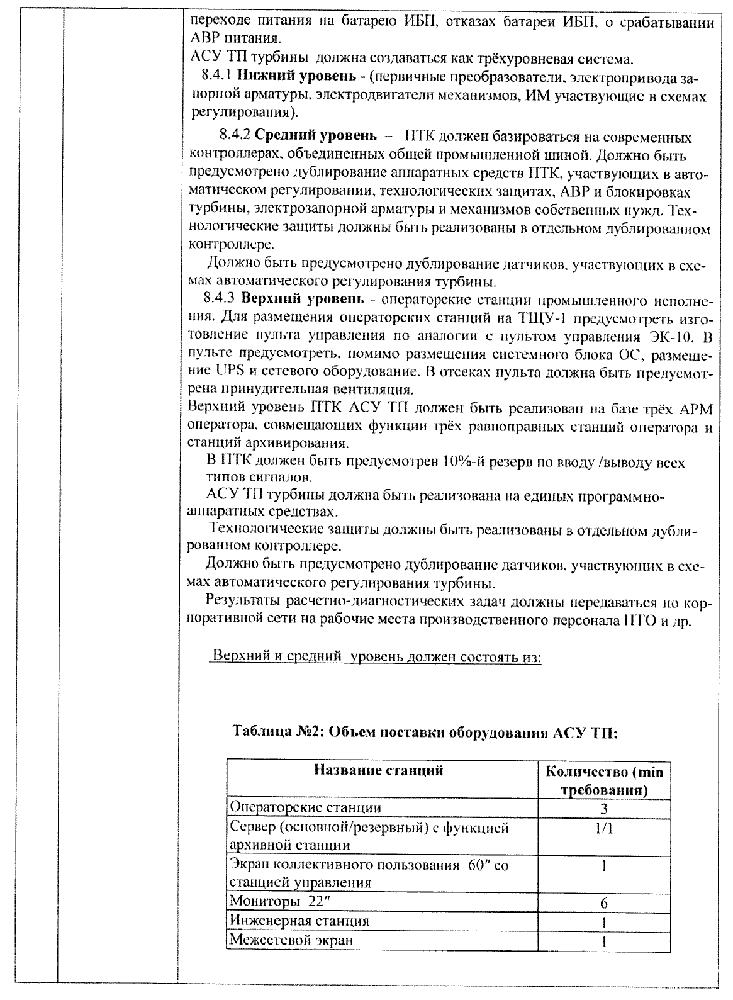 переходе питания на батарею ИБП, отказах батареи ИБП, о срабатывании
АВР питания.
АСУ ТП турбины должна создаваться как трёхуровневая система.
8.4.1 Нижний уровень - (первичные преобразователи, электропривода за-
порной арматуры, электродвигатели механизмов, ИМ участвующие в схемах
регулирования).
8.4.2 Средний уровень – ПТК должен базироваться на современных
контроллерах, объединенных общей промышленной шиной. Должно быть
предусмотрено дублирование аппаратных средств ПТК, участвующих в авто-
матическом регулировании, технологических защитах, АВР и блокировках
турбины, электрозапорной арматуры и механизмов собственных нужд. Тех-
нологические защиты должны быть реализованы в отдельном дублированном
контроллере.
Должно быть предусмотрено дублирование датчиков, участвующих в схе-
мах автоматического регулирования турбины.
8.4.3 Верхний уровень - операторские станции промышленного исполне-
ния. Для размещения операторских станций на ТЩУ-1 предусмотреть изго-
товление пульта управления по аналогии с пультом управления ЭК-10. В
пульте предусмотреть, помимо размещения системного блока ОС, размеще-
ние UPS и сетевого оборудование. В отсеках пульта должна быть предусмот-
рена принудительная вентиляция.
Верхний уровень ПТК АСУ ТП должен быть реализован на базе трёх АРМ
оператора, совмещающих функции трёх равноправных станций оператора и
станций архивирования.
В ПТК должен быть предусмотрен 10%-й резерв по вводу /выводу всех
типов сигналов.
АСУ ТП турбины должна быть реализована на единых программно-
аппаратных средствах.
Технологические защиты должны быть реализованы в отдельном дубли-
рованном контроллере.
Должно быть предусмотрено дублирование датчиков, участвующих в схе-
мах автоматического регулирования турбины.
Результаты расчетно-диагностических задач должны передаваться по кор-
поративной сети на рабочие места производственного персонала ПТО и др.
Верхний и средний уровень должен состоять из:
Таблица №2: Объем поставки оборудования АСУ ТП:
Название станций Количество (min
требования)
Операторские станции 3
Сервер (основной/резервный) с функцией 1/1
архивной станции
Экран коллективного пользования 60" со 1
станцией управления
Мониторы 22" 6
Инженерная станция 1
Межсетевой экран 1